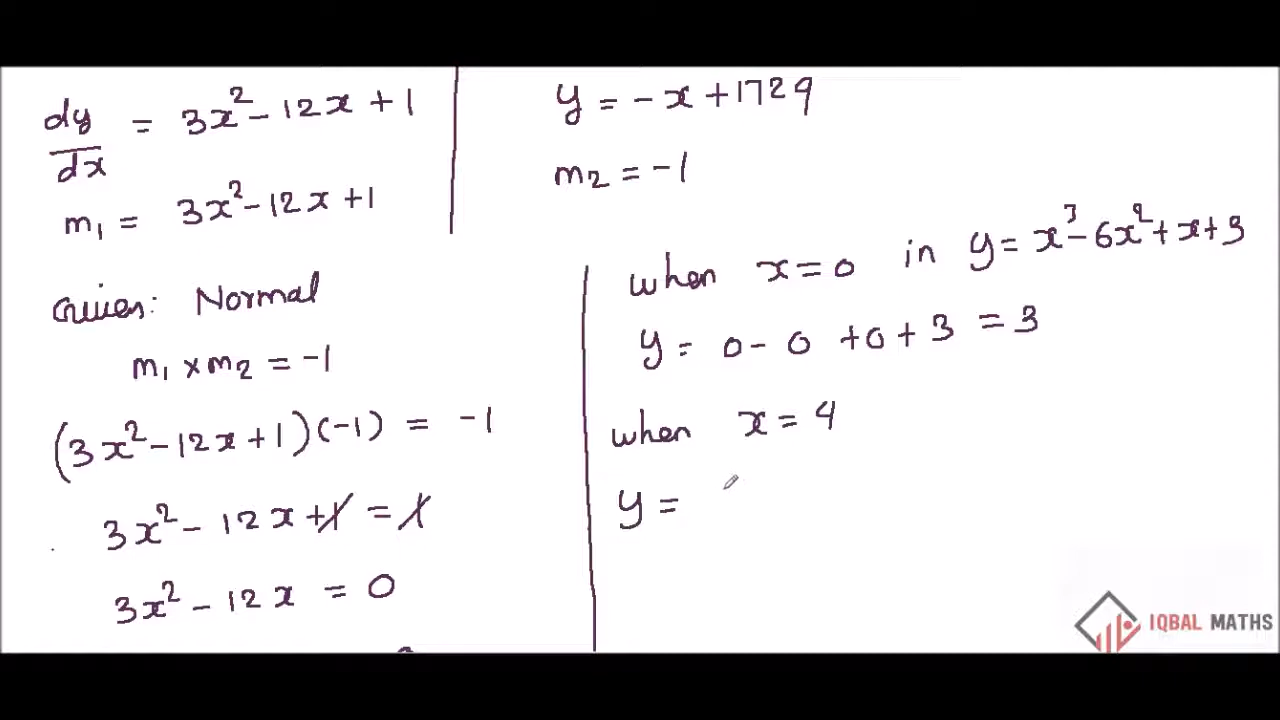 dy/dx = 3x² - 12x + 1
m₁ = 3x² - 12x + 1
y = -x + 1729
m₂ = -1
Given: Normal
m₁ × m₂ = -1
(3x² - 12x + 1)(-1) = -1
3x² - 12x + 1 = 1
3x² - 12x = 0
when x = 0 in y = x³ - 6x² + x + 3
y = 0 - 0 + 0 + 3 = 3
when x = 4
y =
IQBAL MATHS